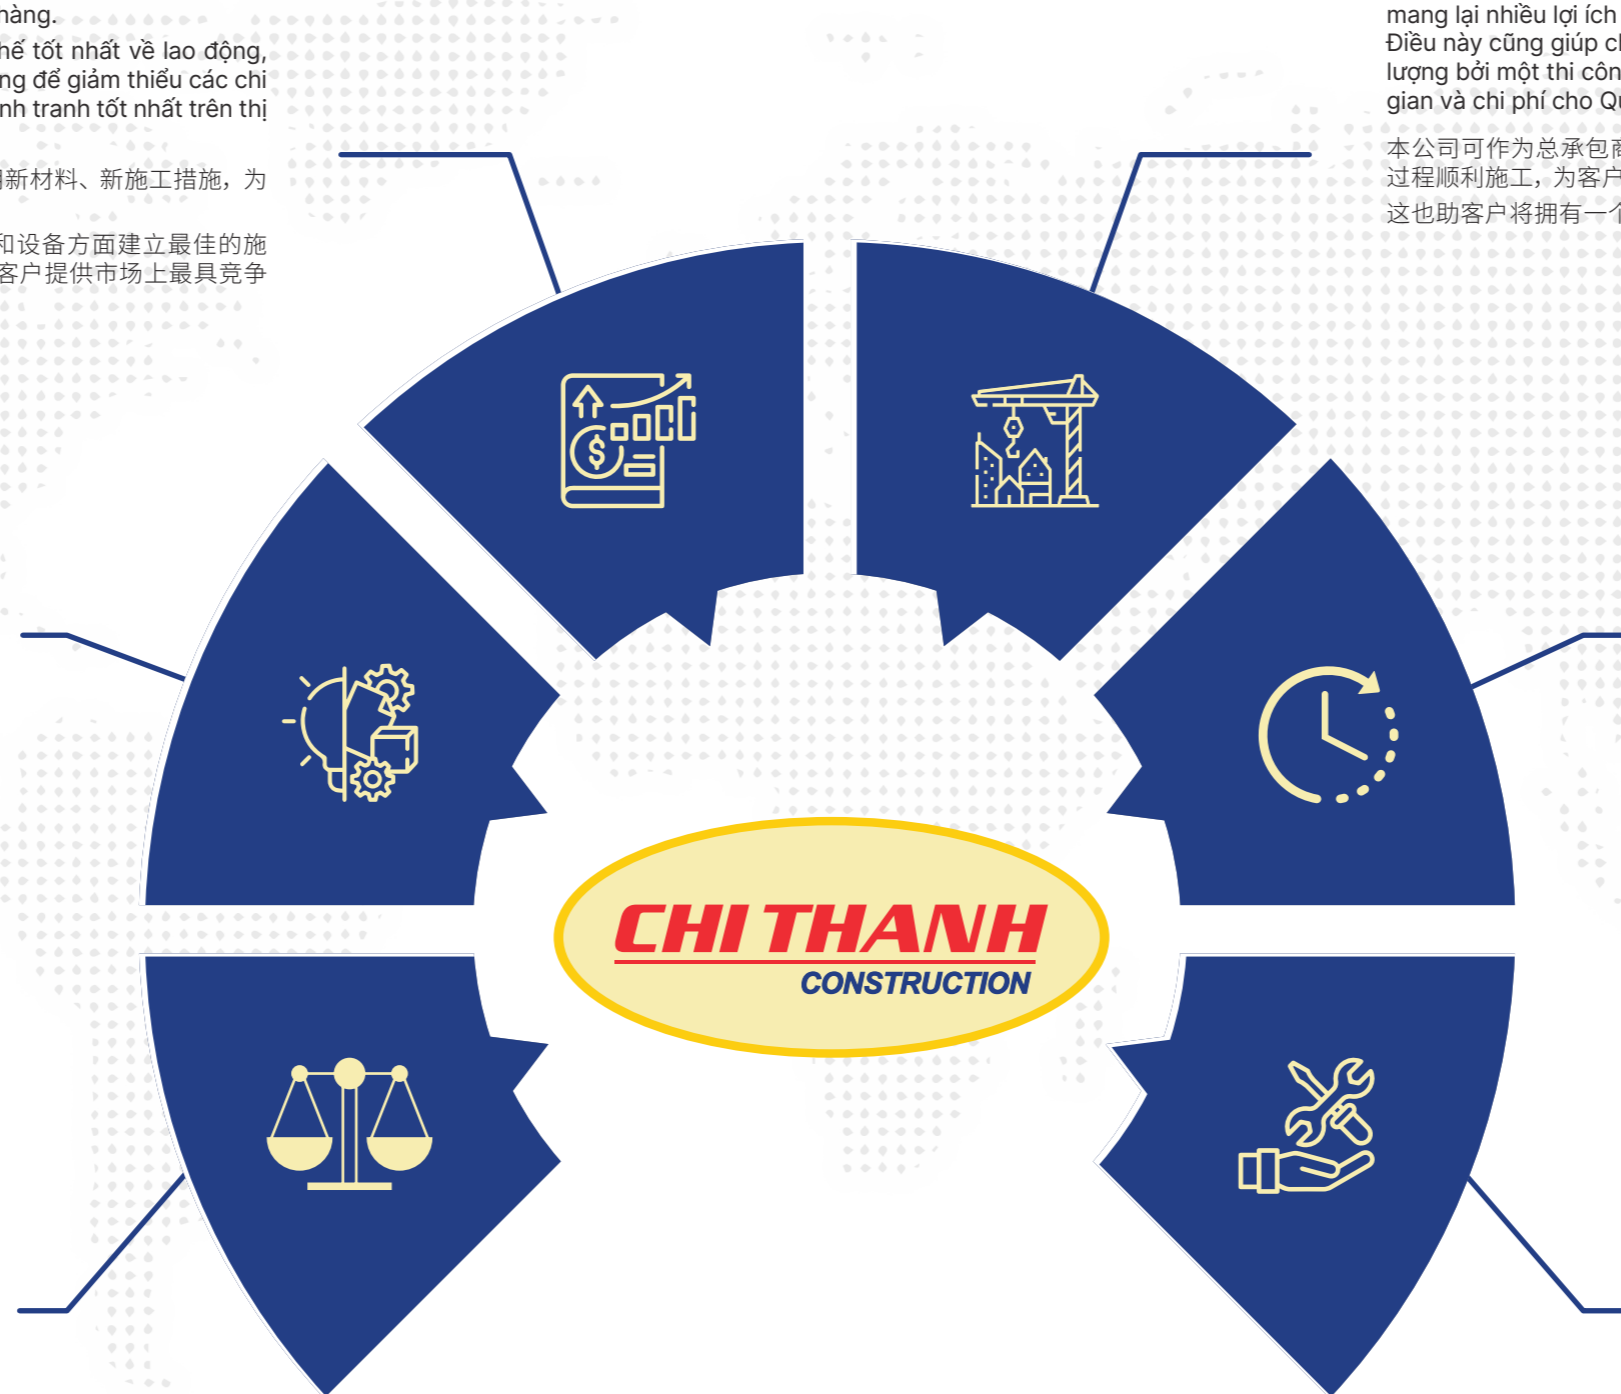 hàng.
hế tốt nhất về lao động,
ng để giảm thiểu các chi
nh tranh tốt nhất trên thị
用新材料、新施工措施，为
和设备方面建立最佳的施
客户提供市场上最具竞争
mang lại nhiều lợi ích
Điều này cũng giúp c
lượng bởi một thi côn
gian và chi phí cho Q
本公司可作为总承包商
过程顺利施工，为客户
这也助客户将拥有一个
$
CHI THANH
CONSTRUCTION